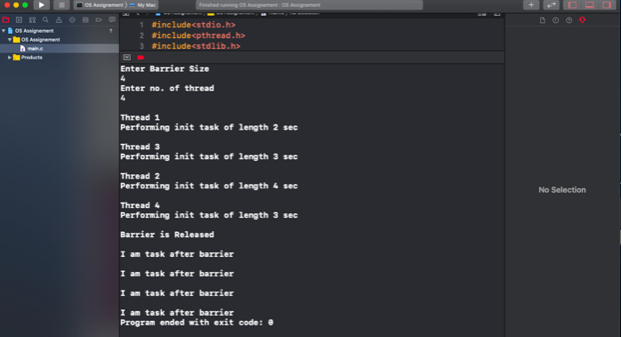 OS Assignement
My Mac
Finished running OS Assignement : OS Assignement
OS Assignement
OS Assignement
main.c
Products
1 #include<stdio.h>
2 #include<pthread.h>
3 #include<stdlib.h>
Enter Barrier Size
4
Enter no. of thread
4
Thread 1
Performing init task of length 2 sec
Thread 3
Performing init task of length 3 sec
Thread 2
Performing init task of length 4 sec
Thread 4
Performing init task of length 3 sec
Barrier is Released
I am task after barrier
I am task after barrier
I am task after barrier
I am task after barrier
Program ended with exit code: 0
No Selection